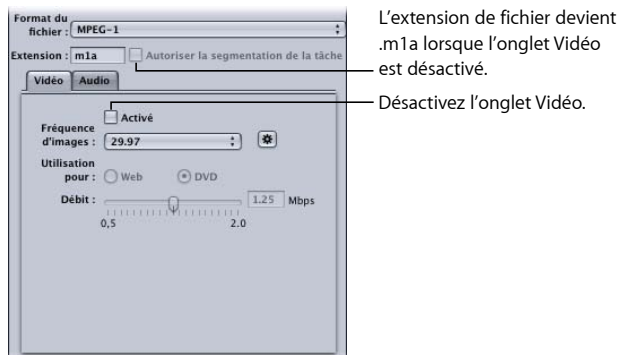 Format du
fichier : MPEG-1
Extension : m1a Autoriser la segmentation de la tâche
Vidéo Audio
Activé
Fréquence
d'images : 29.97
Utilisation
pour : Web DVD
Débit : 1.25 Mbps
0,5 2.0
L'extension de fichier devient
.m1a lorsque l'onglet Vidéo
est désactivé.
Désactivez l'onglet Vidéo.